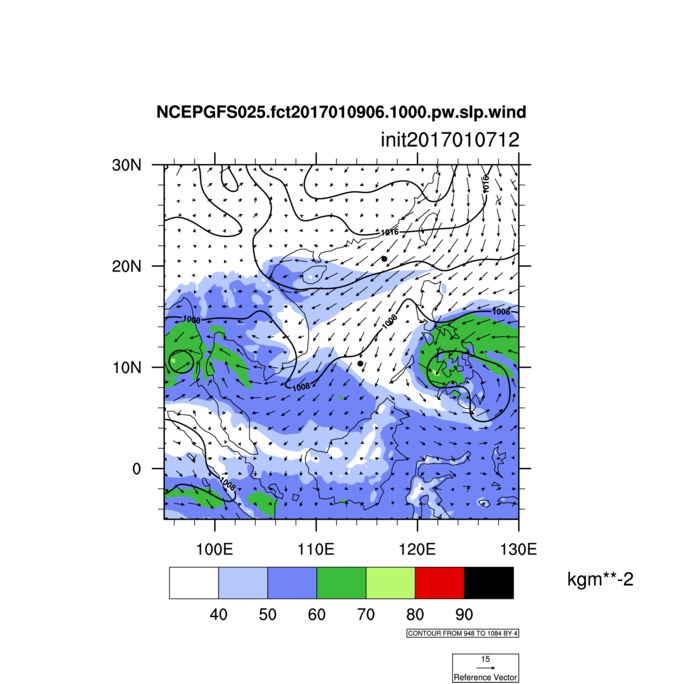 NCEPGFS025.fct2017010906.1000.pw.slp.wind
init2017010712
30N
1016
1016
20N
1008
1008
1008
10N
1008
0
1008
100E 110E 120E 130E
kgm**-2
40 50 60 70 80 90
CONTOUR FROM 948 TO 1084 BY 4
15
Reference Vector